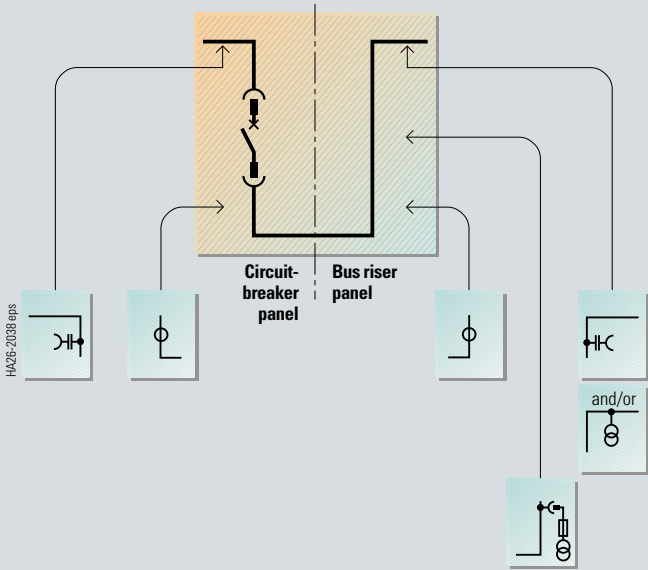 Circuit-
breaker
panel
Bus riser
panel
HA26-2038 eps
and/or